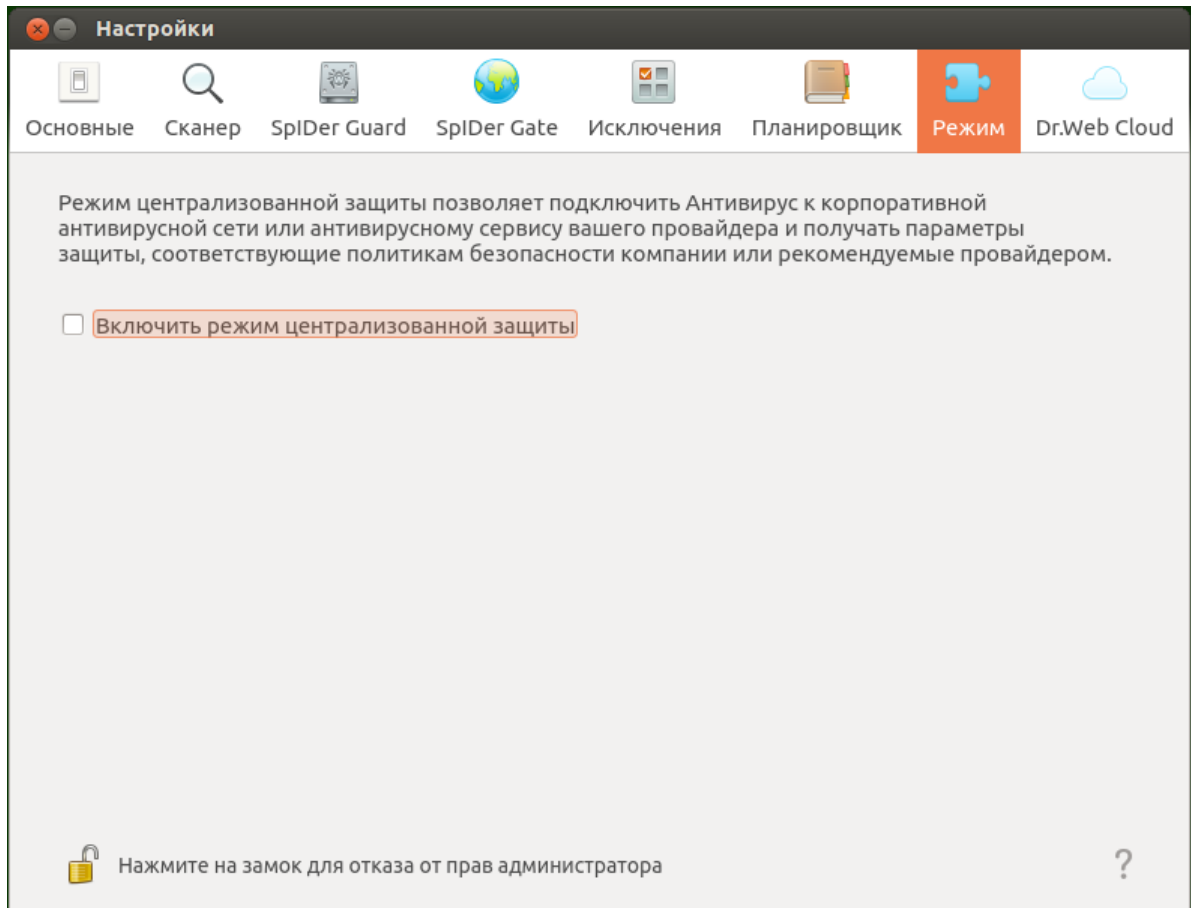 Настройки
Основные Сканер SpIDer Guard SpIDer Gate Исключения Планировщик Режим Dr.Web Cloud
Режим централизованной защиты позволяет подключить Антивирус к корпоративной
антивирусной сети или антивирусному сервису вашего провайдера и получать параметры
защиты, соответствующие политикам безопасности компании или рекомендуемые провайдером.
Включить режим централизованной защиты
Нажмите на замок для отказа от прав администратора
?